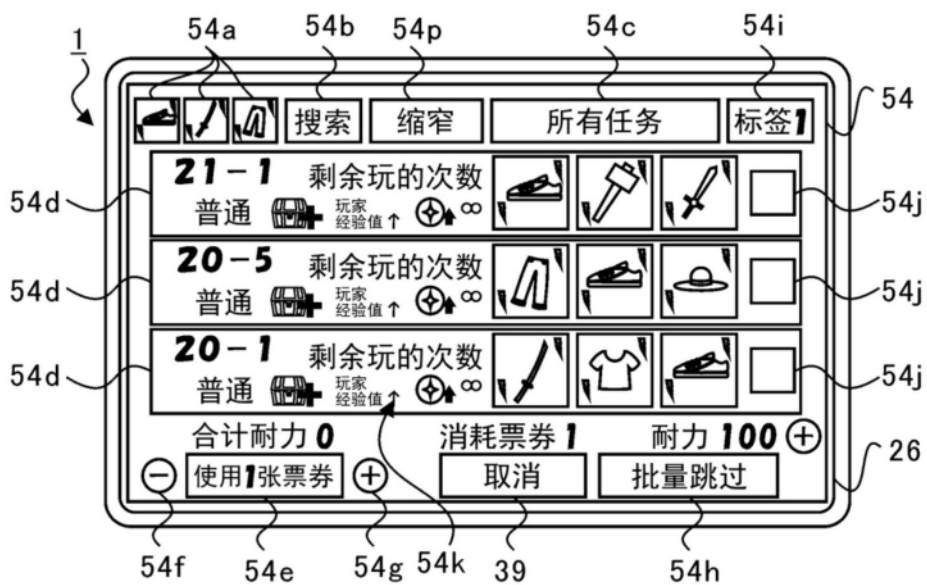 54a 54b 54p 54c 54i
1
搜索 缩窄 所有任务 标签1
54
21-1 剩余玩的次数
普通 玩家 经验值↑ ∞
54d 54j
20-5 剩余玩的次数
普通 玩家 经验值↑ ∞
54d 54j
20-1 剩余玩的次数
普通 玩家 经验值↑ ∞
54d 54j
合计耐力 0 消耗票券 1 耐力 100 +
26
− 使用1张票券 + 取消 批量跳过
54f 54e 54g 54k 39 54h